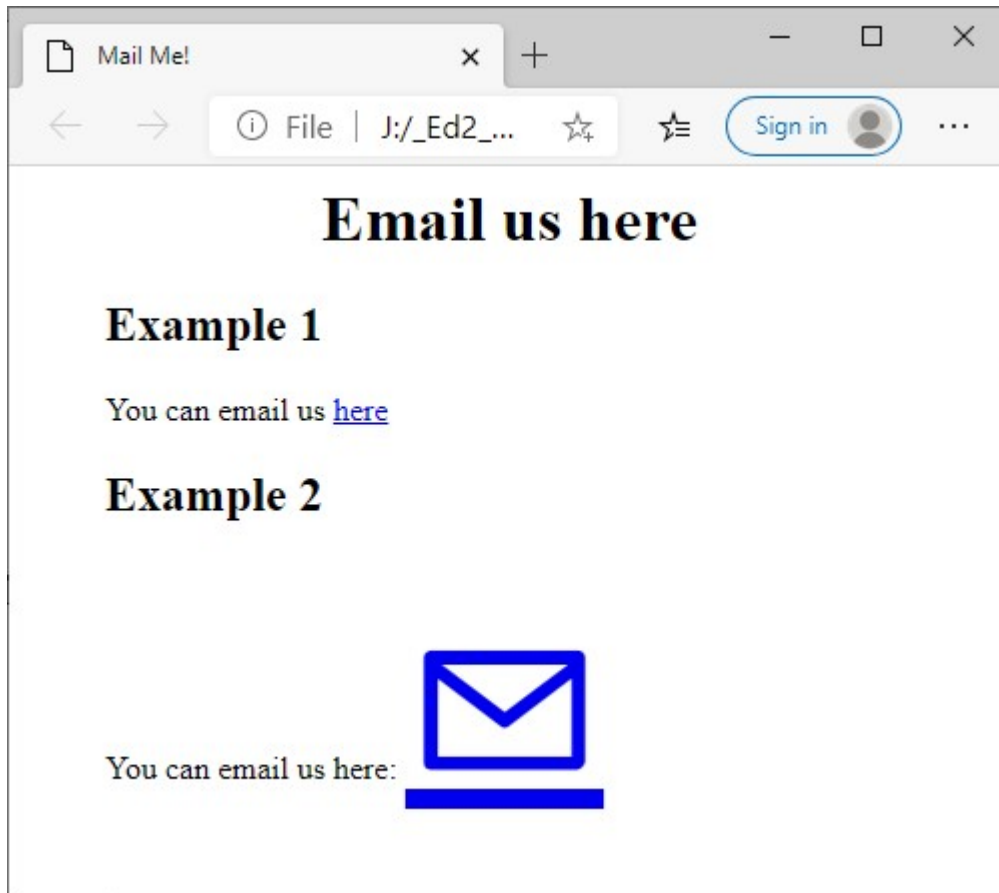 Mail Me!
File | J:/_Ed2_... Sign in
Email us here
Example 1
You can email us here
Example 2
You can email us here: